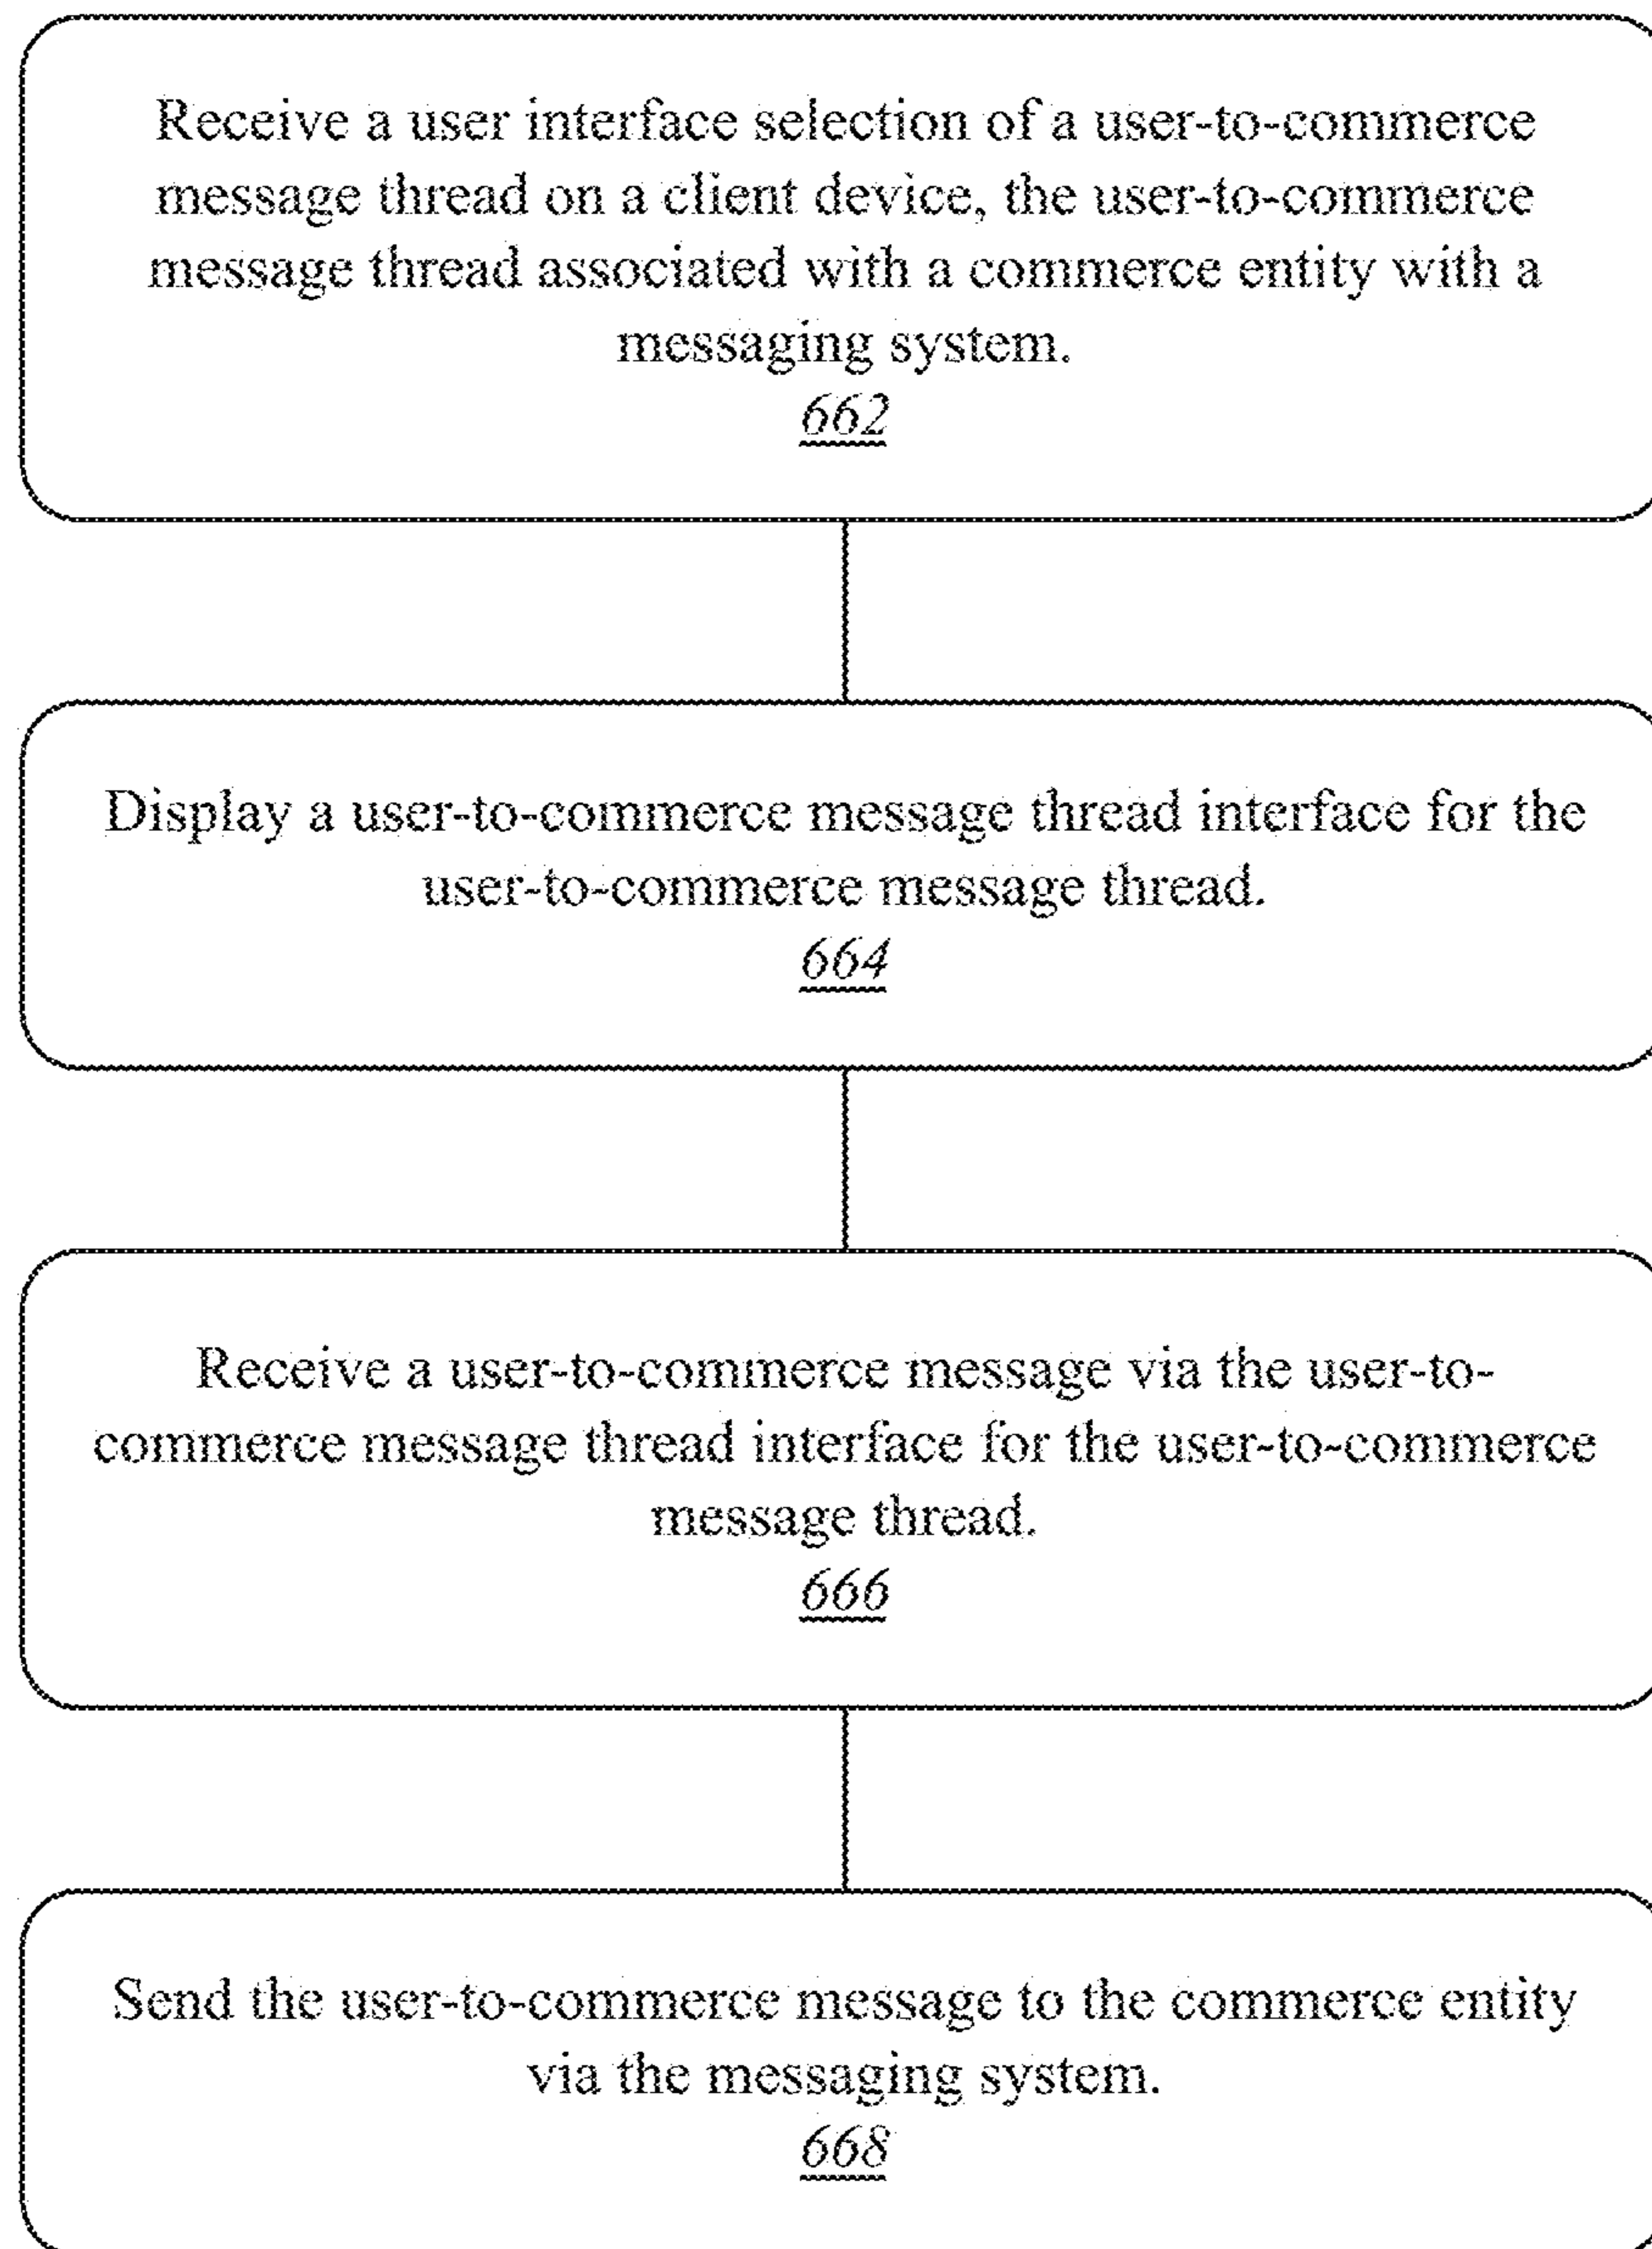 Receive a user interface selection of a user-to-commerce
message thread on a client device, the user-to-commerce
message thread associated with a commerce entity with a
messaging system.
662
Display a user-to-commerce message thread interface for the
user-to-commerce message thread.
664
Receive a user-to-commerce message via the user-to-
commerce message thread interface for the user-to-commerce
message thread.
666
Send the user-to-commerce message to the commerce entity
via the messaging system.
668